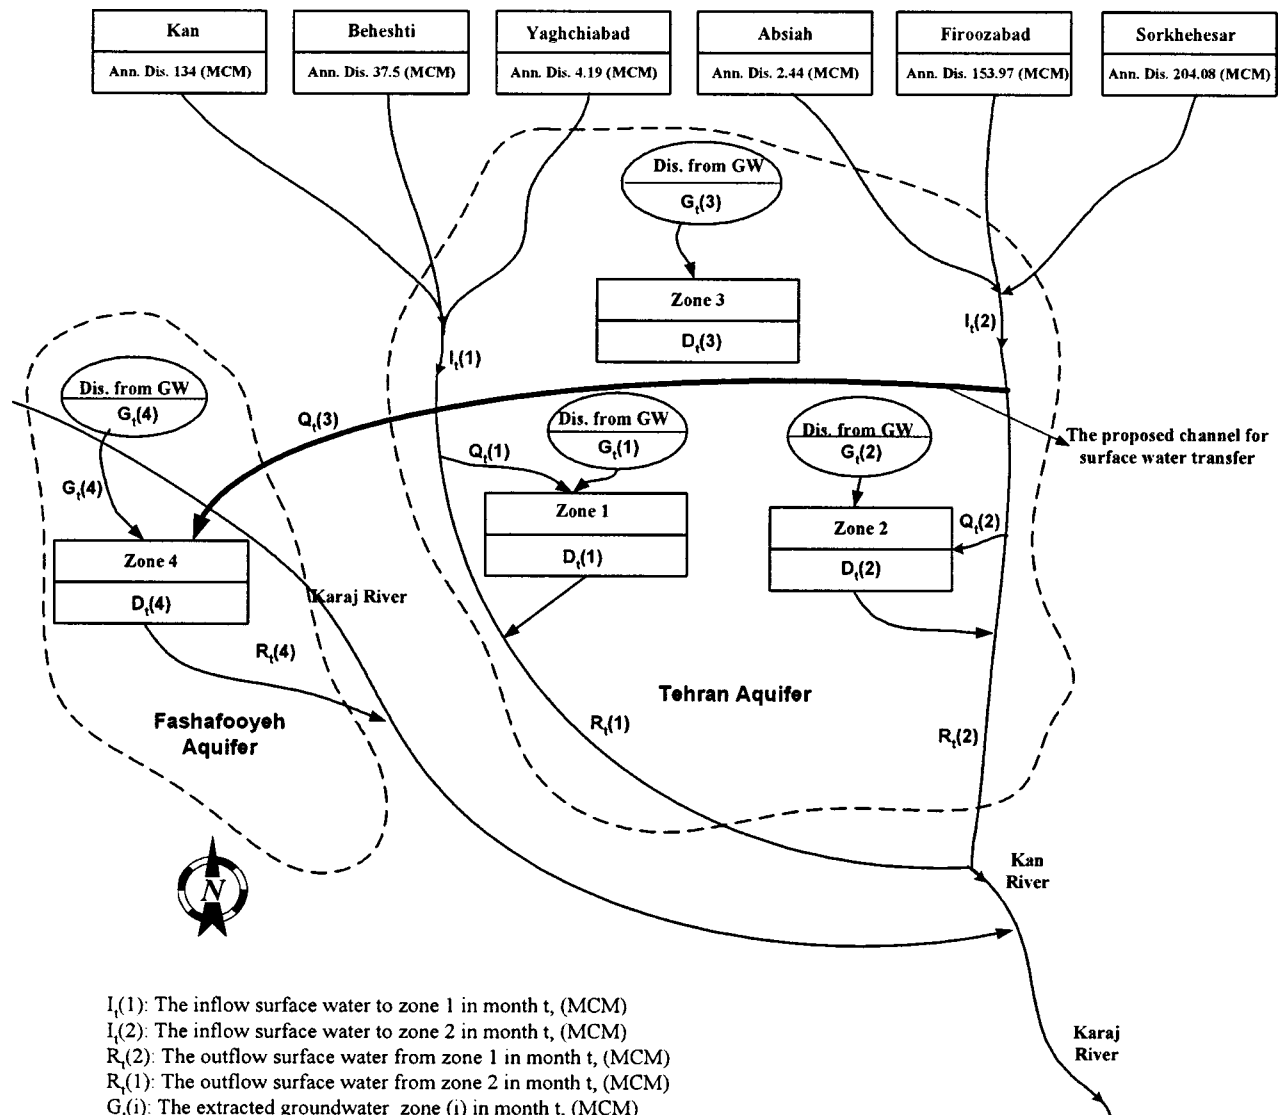 Kan
Ann. Dis. 134 (MCM)
Beheshti
Ann. Dis. 37.5 (MCM)
Yaghchiabad
Ann. Dis. 4.19 (MCM)
Absiah
Ann. Dis. 2.44 (MCM)
Firoozabad
Ann. Dis. 153.97 (MCM)
Sorkhehesar
Ann. Dis. 204.08 (MCM)
Dis. from GW
Gt(3)
Zone 3
Dt(3)
It(1)
It(2)
Dis. from GW
Gt(4)
Qt(3)
Dis. from GW
Gt(1)
Dis. from GW
Gt(2)
The proposed channel for
surface water transfer
Qt(1)
Gt(4)
Zone 1
Dt(1)
Zone 2
Dt(2)
Qt(2)
Zone 4
Dt(4)
Karaj River
Rt(4)
Tehran Aquifer
Fashafooyeh
Aquifer
Rt(1)
Rt(2)
Kan
River
N
Karaj
River
It(1): The inflow surface water to zone 1 in month t, (MCM)
It(2): The inflow surface water to zone 2 in month t, (MCM)
Rt(2): The outflow surface water from zone 1 in month t, (MCM)
Rt(1): The outflow surface water from zone 2 in month t, (MCM)
Gt(i): The extracted groundwater zone (i) in month t, (MCM)